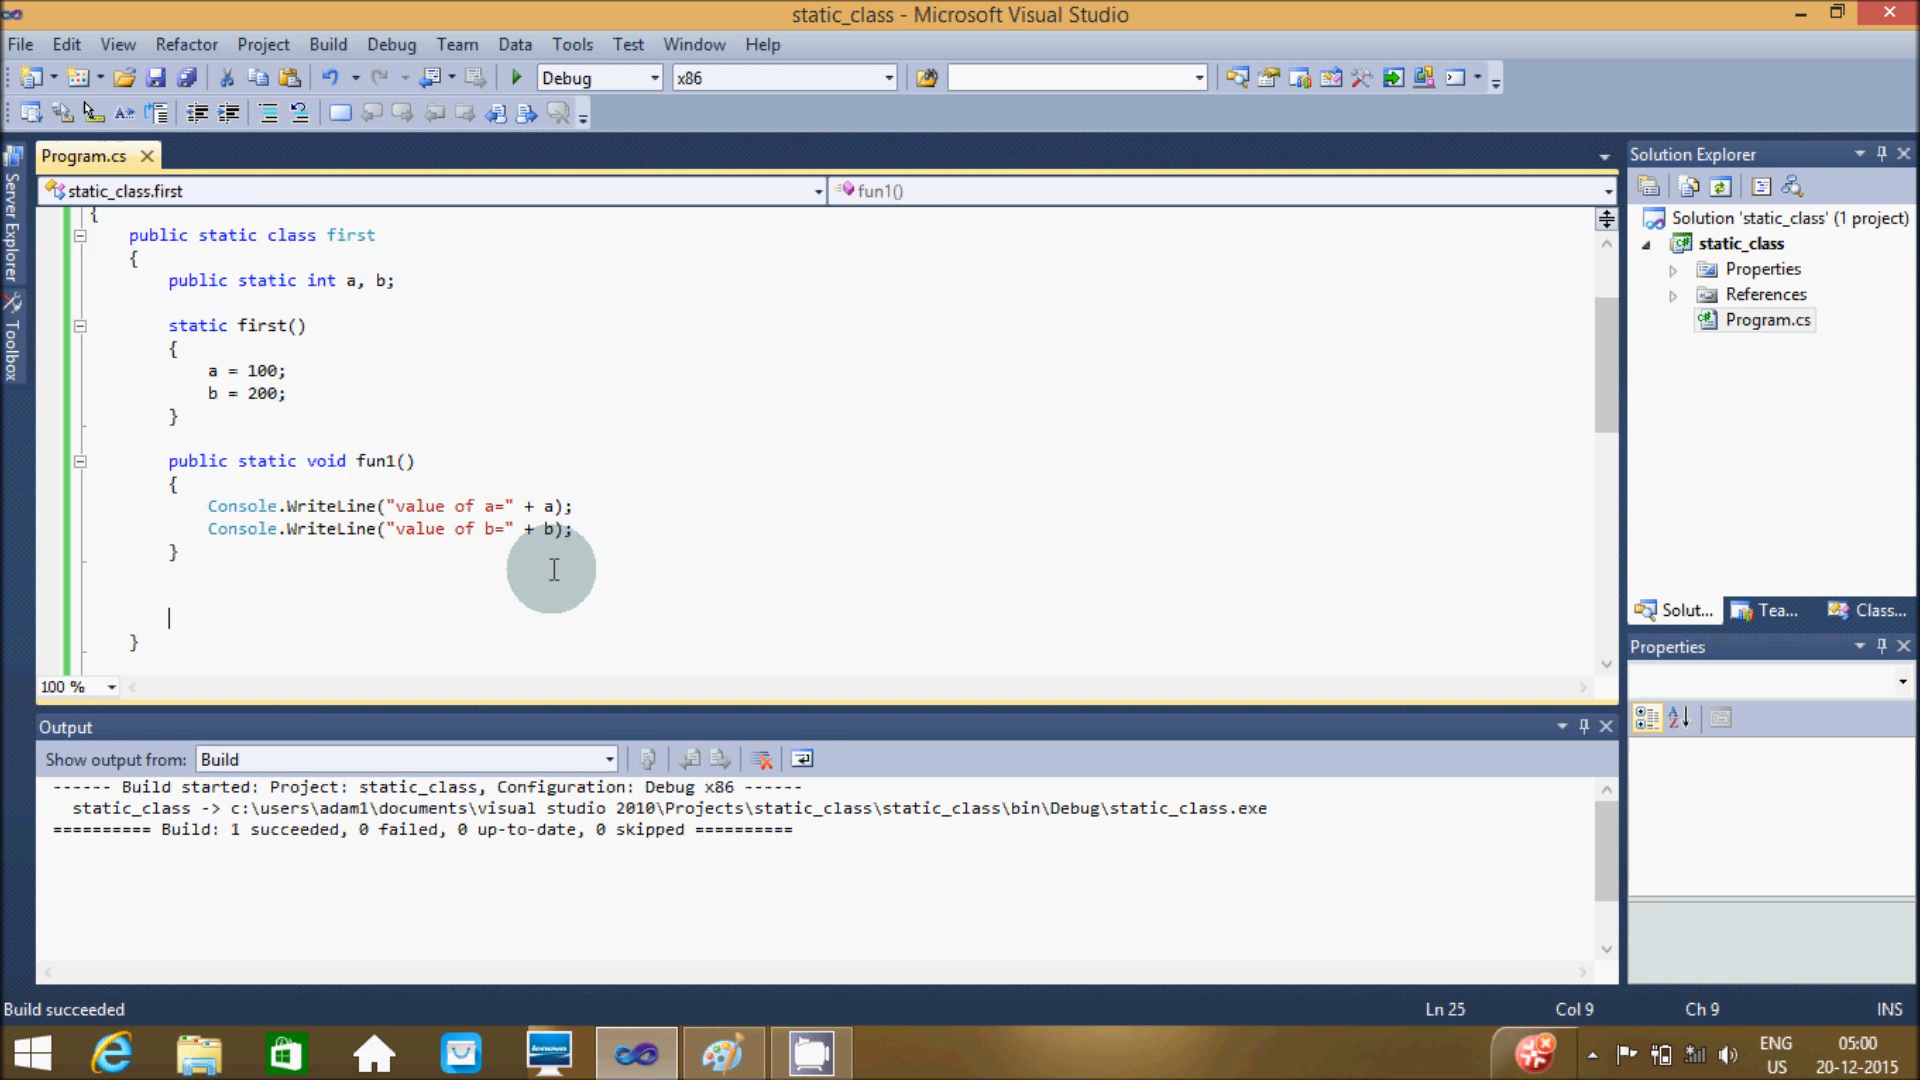 static_class - Microsoft Visual Studio
File Edit View Refactor Project Build Debug Team Data Tools Test Window Help
Debug x86
Program.cs
static_class.first fun1()
{
public static class first
{
public static int a, b;
static first()
{
a = 100;
b = 200;
}
public static void fun1()
{
Console.WriteLine("value of a=" + a);
Console.WriteLine("value of b=" + b);
}
}
100 %
Server Explorer
Toolbox
Solution Explorer
Solution 'static_class' (1 project)
static_class
Properties
References
Program.cs
Solut... Tea... Class...
Properties
Output
Show output from: Build
------ Build started: Project: static_class, Configuration: Debug x86 ------
static_class -> c:\users\adam1\documents\visual studio 2010\Projects\static_class\static_class\bin\Debug\static_class.exe
========== Build: 1 succeeded, 0 failed, 0 up-to-date, 0 skipped ==========
Build succeeded Ln 25 Col 9 Ch 9 INS
ENG 05:00
US 20-12-2015